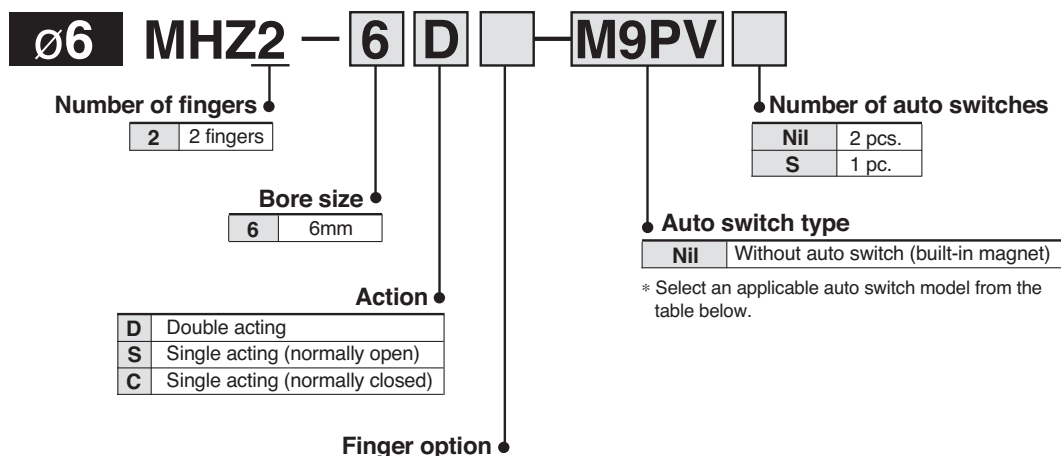 ø6 MHZ2 — 6 D — M9PV
Number of fingers
2 2 fingers
Bore size
6 6mm
Action
D Double acting
S Single acting (normally open)
C Single acting (normally closed)
Finger option
Number of auto switches
Nil 2 pcs.
S 1 pc.
Auto switch type
Nil Without auto switch (built-in magnet)
* Select an applicable auto switch model from the
table below.